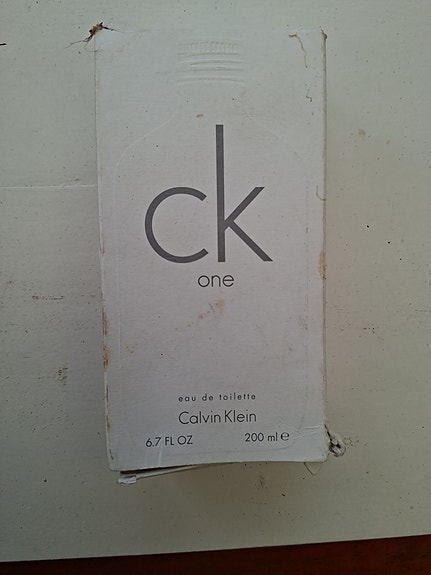 ck
one
eau de toilette
Calvin Klein
6.7 FL OZ 200 ml ℮